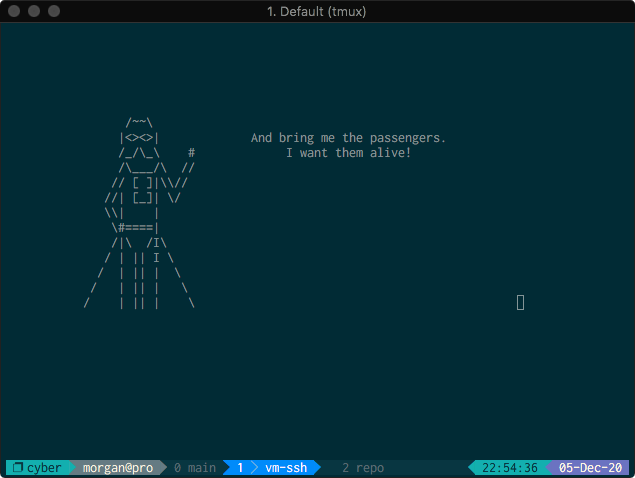 1. Default (tmux)
And bring me the passengers.
I want them alive!
cyber morgan@pro 0 main 1 vm-ssh 2 repo 22:54:36 05-Dec-20